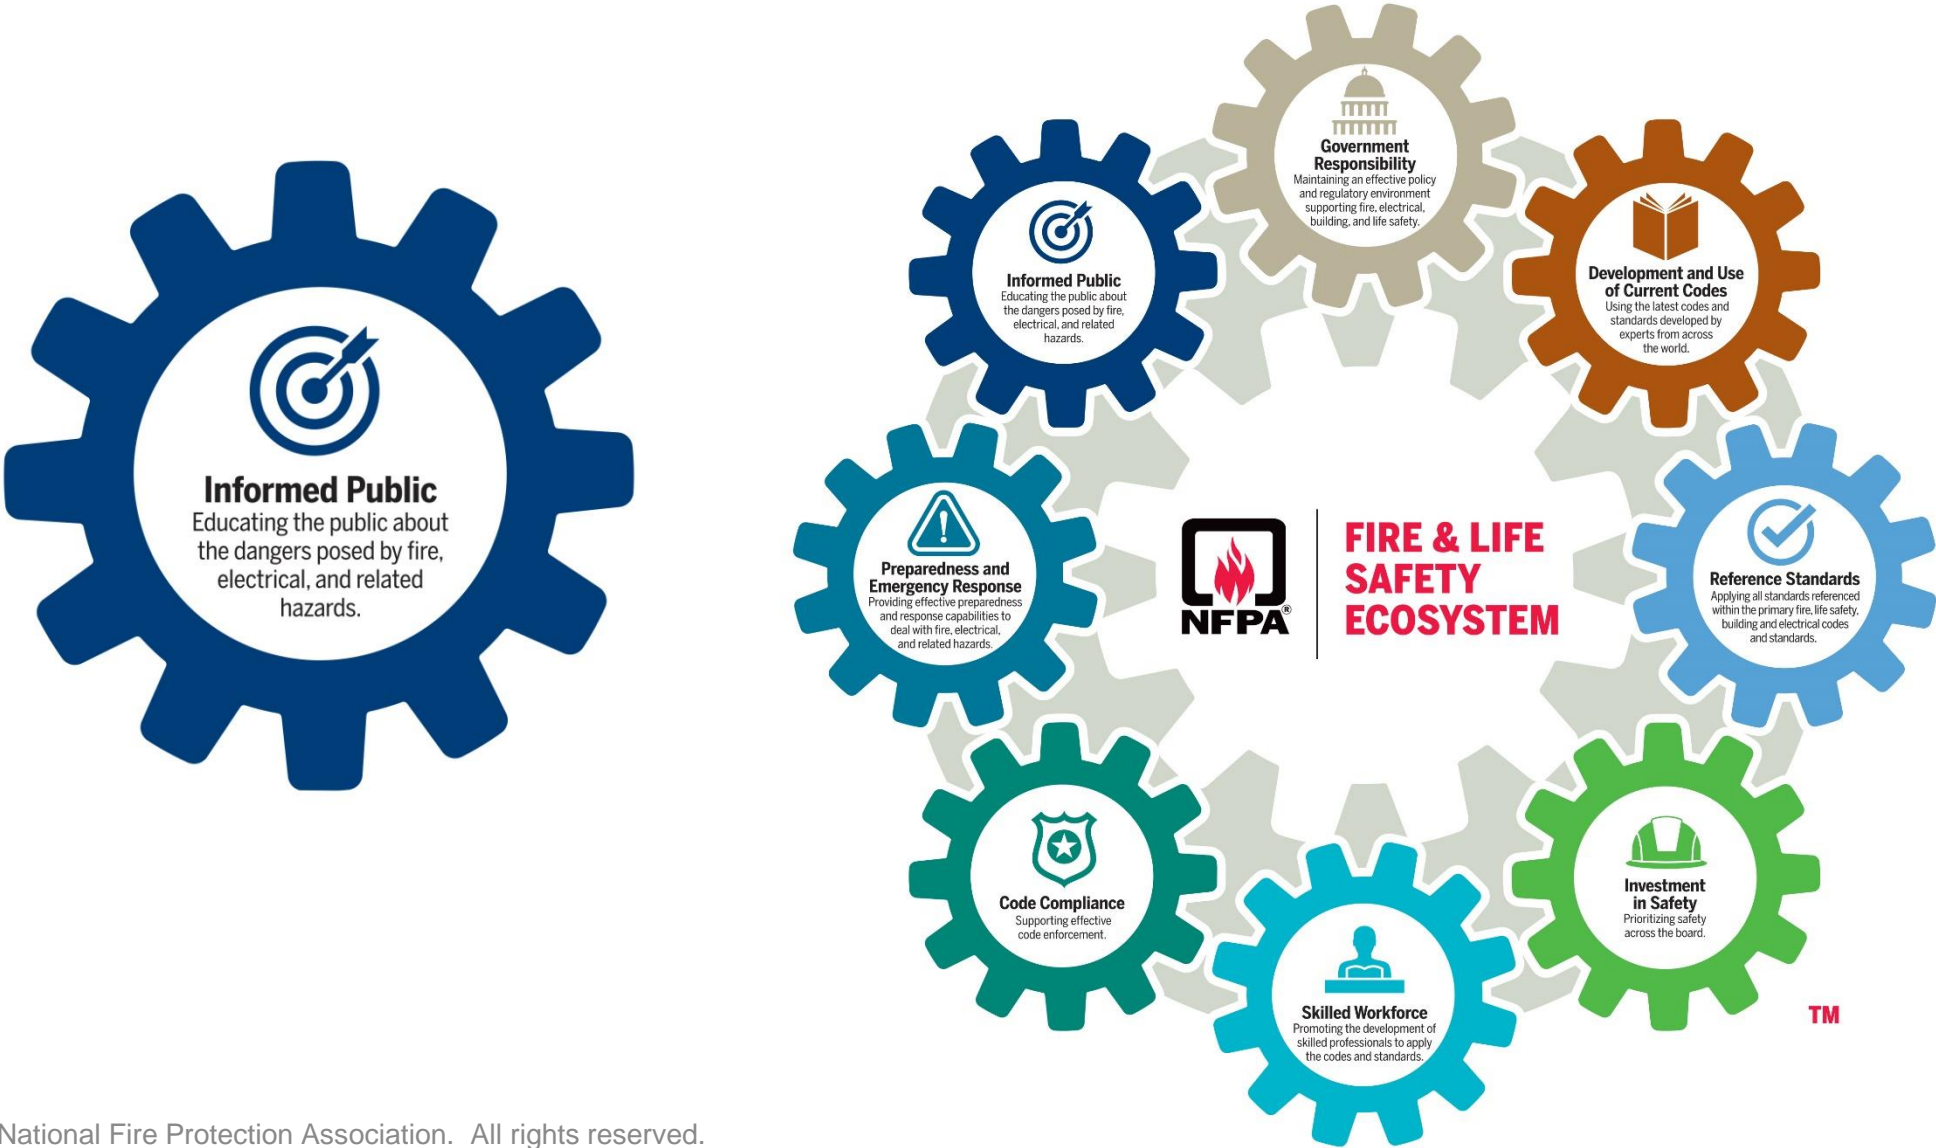 Informed Public
Educating the public about
the dangers posed by fire,
electrical, and related
hazards.
Government
Responsibility
Maintaining an effective policy
and regulatory environment
supporting fire, electrical,
building, and life safety.
Development and Use
of Current Codes
Using the latest codes and
standards developed by
experts from across
the world.
Reference Standards
Applying all standards referenced
within the primary fire, life safety,
building and electrical codes
and standards.
Investment
in Safety
Prioritizing safety
across the board.
Skilled Workforce
Promoting the development of
skilled professionals to apply
the codes and standards.
Code Compliance
Supporting effective
code enforcement.
Preparedness and
Emergency Response
Providing effective preparedness
and response capabilities to
deal with fire, electrical,
and related hazards.
Informed Public
Educating the public about
the dangers posed by fire,
electrical, and related
hazards.
NFPA®
FIRE & LIFE
SAFETY
ECOSYSTEM
TM
National Fire Protection Association.  All rights reserved.